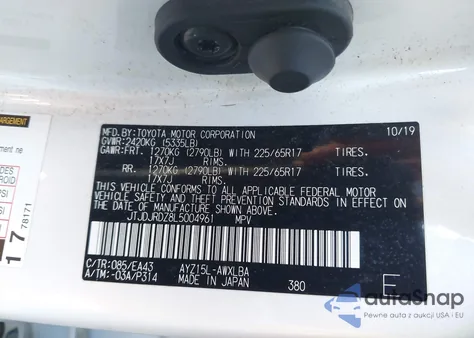 MFD.BY:TOYOTA MOTOR CORPORATION 10/19
GVWR:2420KG (5335LB)
GAWR:FRT. 1270KG (2790LB) WITH 225/65R17 TIRES.
17X7J RIMS.
RR. 1270KG (2790LB) WITH 225/65R17 TIRES.
17X7J RIMS.
THIS VEHICLE CONFORMS TO ALL APPLICABLE FEDERAL MOTOR
VEHICLE SAFETY AND THEFT PREVENTION STANDARDS IN EFFECT ON
THE DATE OF MANUFACTURE SHOWN ABOVE.
JTJDJRDZ8L5004961 MPV
C/TR:085/EA43 AYZ15L-AWXLBA
A/TM:-03A/P314 MADE IN JAPAN 380 E
17
78171
autoSnap
Pewne auta z aukcji USA i EU